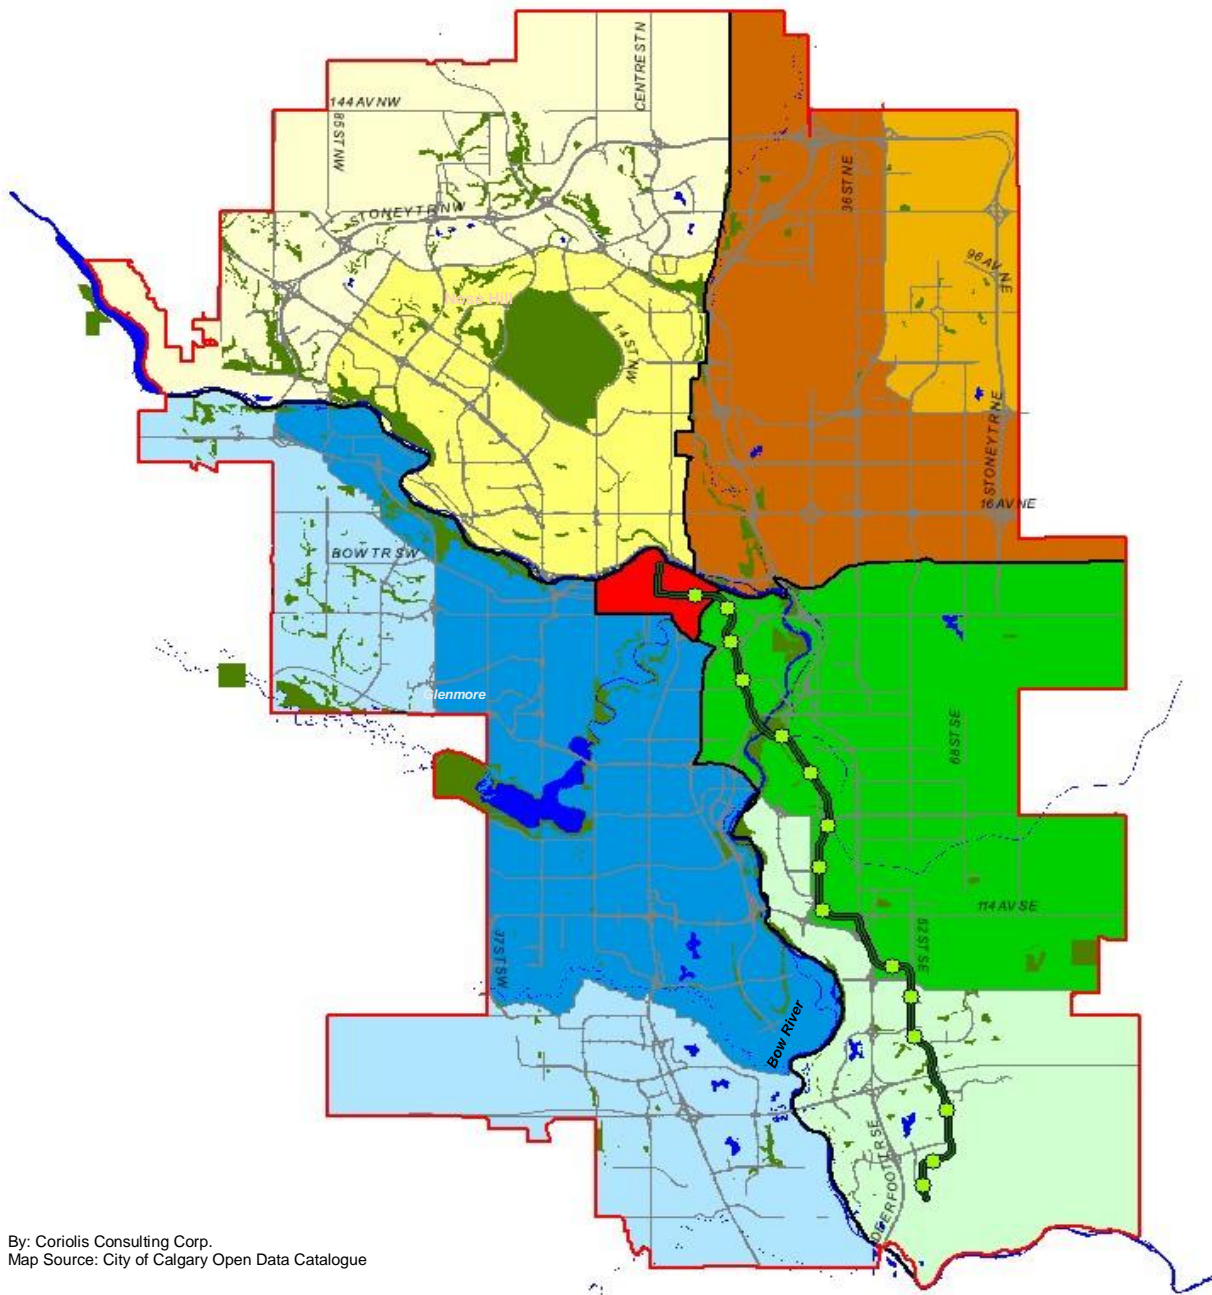 CENTRE ST N
144 AV NW
85 ST NW
36 ST NE
STONEY TR NW
96 AV NE
Nose Hill
14 ST NW
STONEY TR NE
16 AV NE
BOW TR SW
Glenmore
68 ST SE
114 AV SE
52 ST SE
37 ST SW
Bow River
DEERFOOT TR SE
By: Coriolis Consulting Corp.
Map Source: City of Calgary Open Data Catalogue